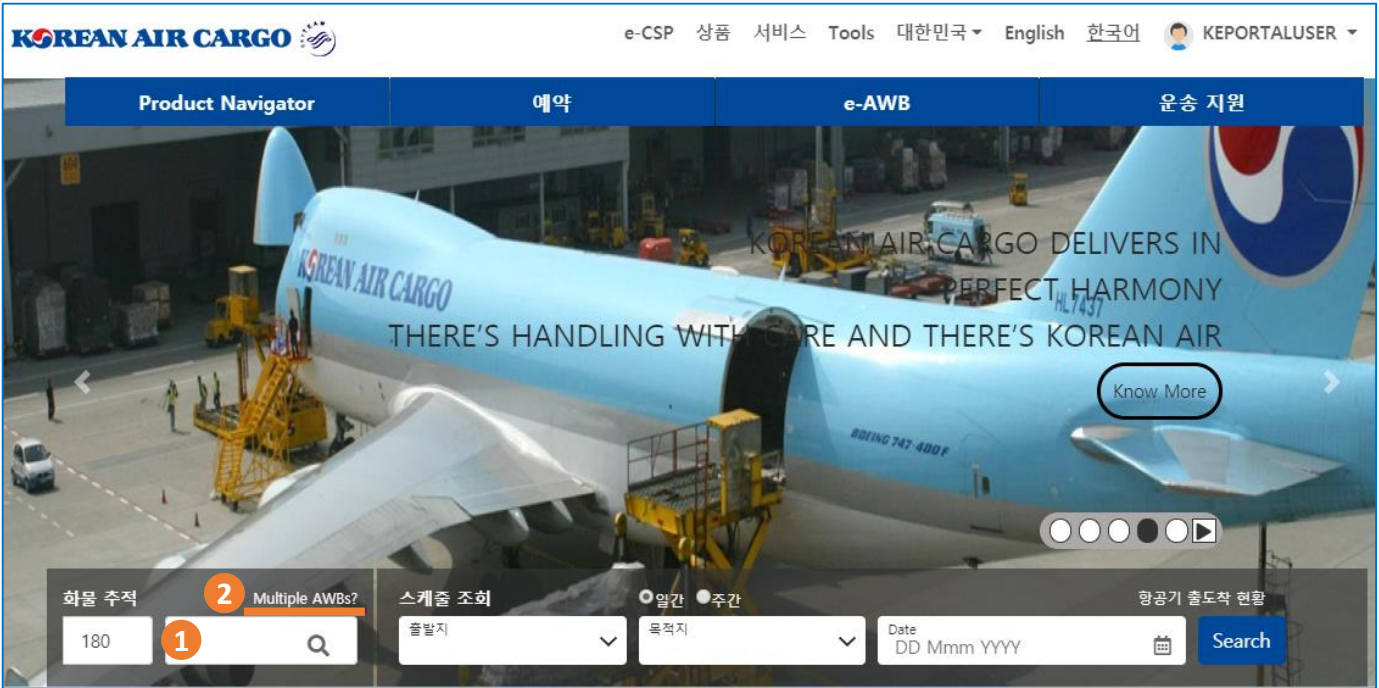 KOREAN AIR CARGO
e-CSP 상품 서비스 Tools 대한민국 English 한국어 KEPORTALUSER
Product Navigator 예약 e-AWB 운송 지원
604
KOREAN AIR CARGO DELIVERS IN
PERFECT HARMONY
THERE'S HANDLING WITH CARE AND THERE'S KOREAN AIR
KOREAN AIR CARGO
HL7437
Know More
BOEING 747-400F
화물 추적 2 Multiple AWBs? 스케줄 조회 일간 주간 항공기 출도착 현황
180 1 출발지 목적지 Date DD Mmm YYYY Search